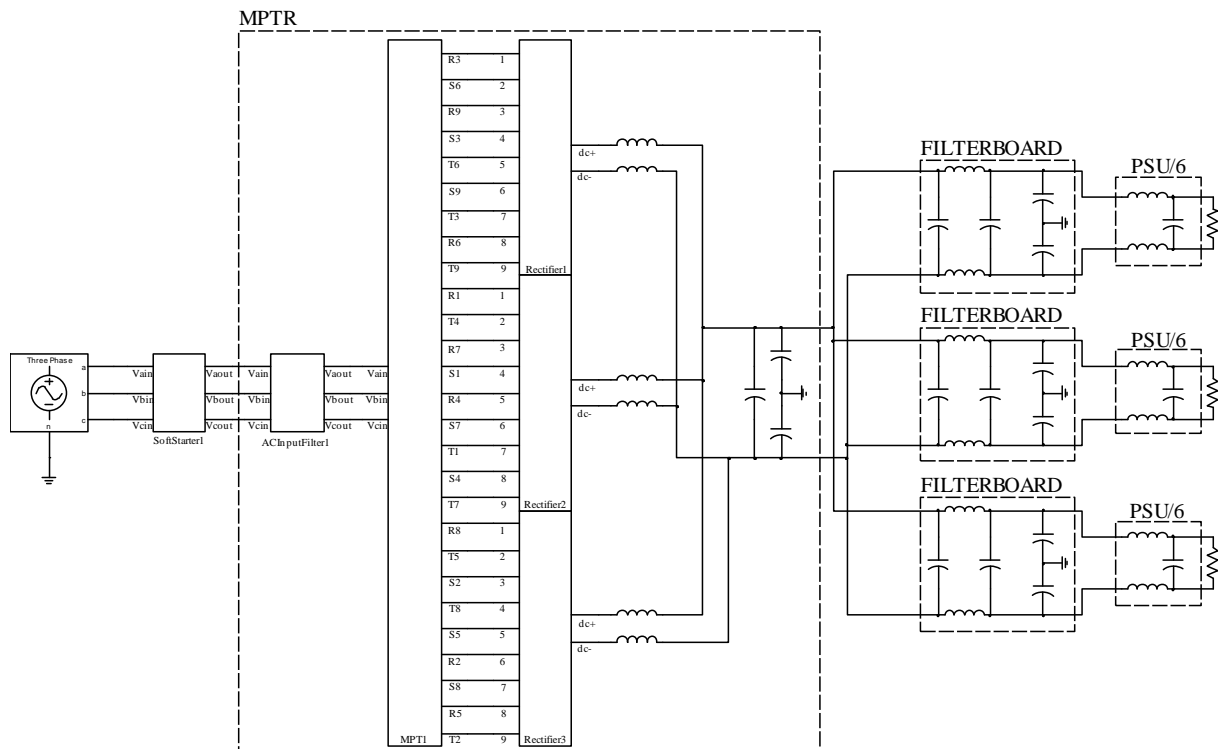 MPTR
R3 1
S6 2
R9 3
S3 4
T6 5
S9 6
T3 7
R6 8
T9 9
Rectifier1
R1 1
T4 2
R7 3
S1 4
R4 5
S7 6
T1 7
S4 8
T7 9
Rectifier2
R8 1
T5 2
S2 3
T8 4
S5 5
R2 6
S8 7
R5 8
T2 9
Rectifier3
MPT1
Three Phase
a
b
c
n
Vain Vaout
Vbin Vbout
Vcin Vcout
SoftStarter1
Vain Vaout
Vbin Vbout
Vcin Vcout
ACInputFilter1
Vain
Vbin
Vcin
dc+
dc-
dc+
dc-
dc+
dc-
FILTERBOARD
PSU/6
FILTERBOARD
PSU/6
FILTERBOARD
PSU/6